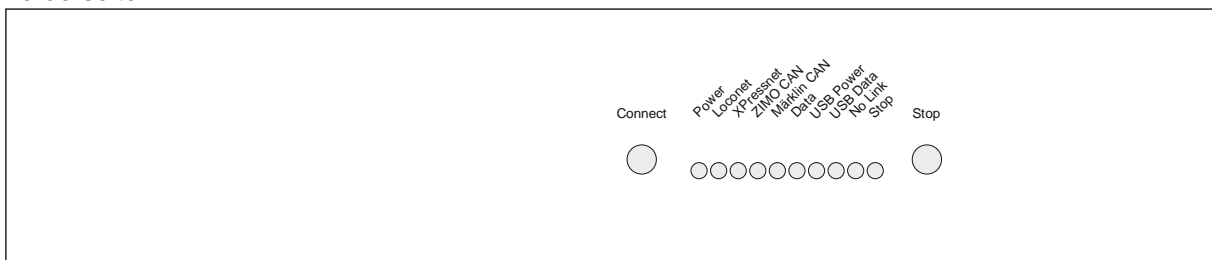 Connect
Power
Loconet
XPressnet
ZIMO CAN
Märklin CAN
Data
USB Power
USB Data
No Link
Stop
Stop